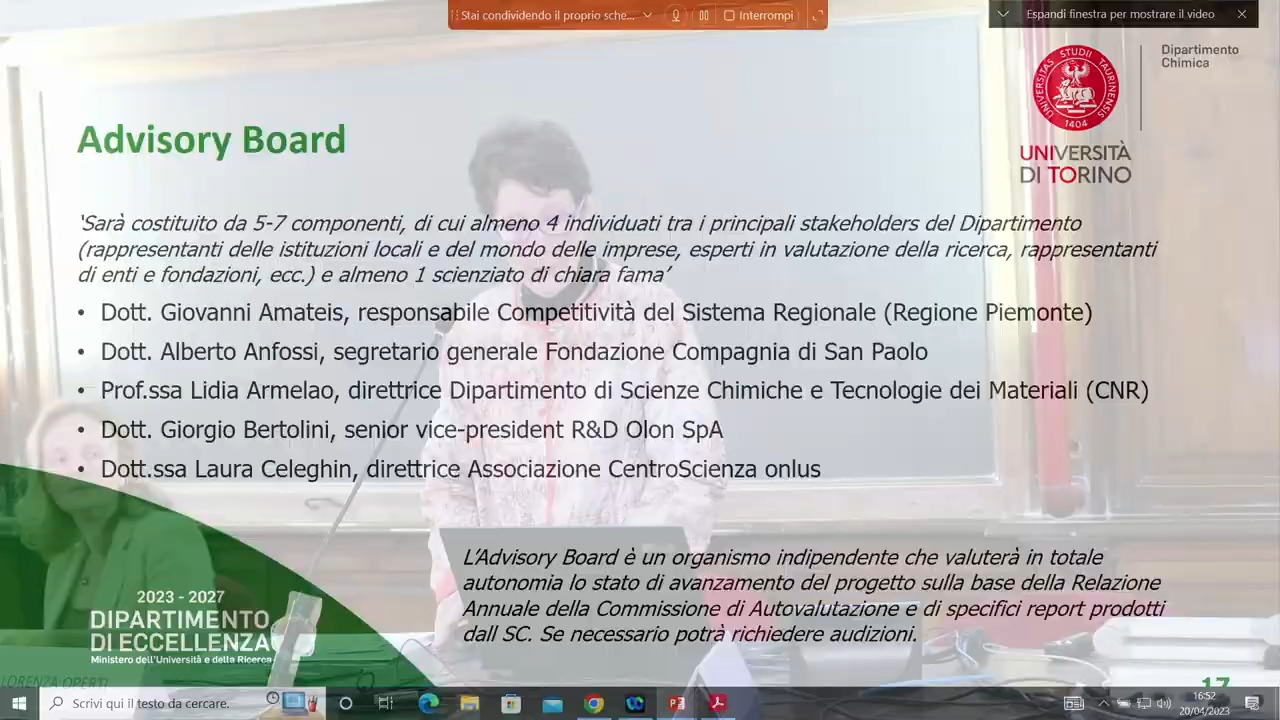 Stai condividendo il proprio sche...
Interrompi
Espandi finestra per mostrare il video
Dipartimento
Chimica
UNIVERSITAS STUDII TAURINENSIS
1404
UNIVERSITÀ
DI TORINO
Advisory Board
‘Sarà costituito da 5-7 componenti, di cui almeno 4 individuati tra i principali stakeholders del Dipartimento
(rappresentanti delle istituzioni locali e del mondo delle imprese, esperti in valutazione della ricerca, rappresentanti
di enti e fondazioni, ecc.) e almeno 1 scienziato di chiara fama’
• Dott. Giovanni Amateis, responsabile Competitività del Sistema Regionale (Regione Piemonte)
• Dott. Alberto Anfossi, segretario generale Fondazione Compagnia di San Paolo
• Prof.ssa Lidia Armelao, direttrice Dipartimento di Scienze Chimiche e Tecnologie dei Materiali (CNR)
• Dott. Giorgio Bertolini, senior vice-president R&D Olon SpA
• Dott.ssa Laura Celeghin, direttrice Associazione CentroScienza onlus
L’Advisory Board è un organismo indipendente che valuterà in totale
autonomia lo stato di avanzamento del progetto sulla base della Relazione
Annuale della Commissione di Autovalutazione e di specifici report prodotti
dall SC. Se necessario potrà richiedere audizioni.
2023 - 2027
DIPARTIMENTO
DI ECCELLENZA
Ministero dell'Università e della Ricerca
LORENZA OPERTI
17
Scrivi qui il testo da cercare.
16:52
20/04/2023